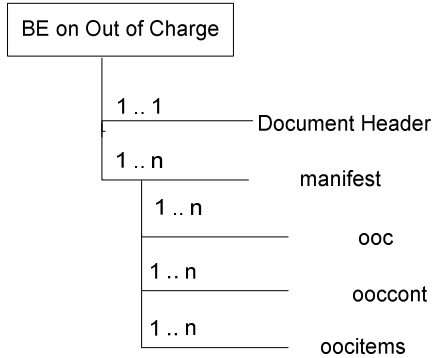 BE on Out of Charge
1 .. 1
Document Header
1 .. n
manifest
1 .. n
ooc
1 .. n
ooccont
1 .. n
oocitems